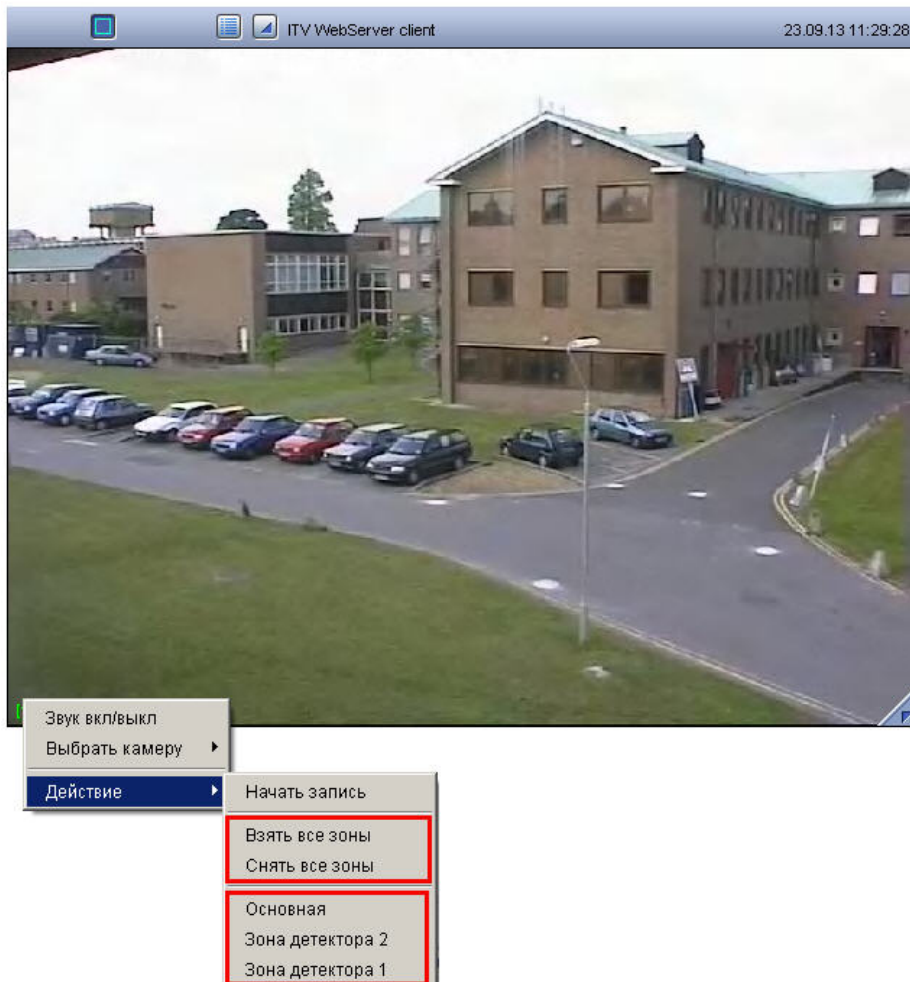 ITV WebServer client
23.09.13 11:29:28
Звук вкл/выкл
Выбрать камеру
Действие
Начать запись
Взять все зоны
Снять все зоны
Основная
Зона детектора 2
Зона детектора 1